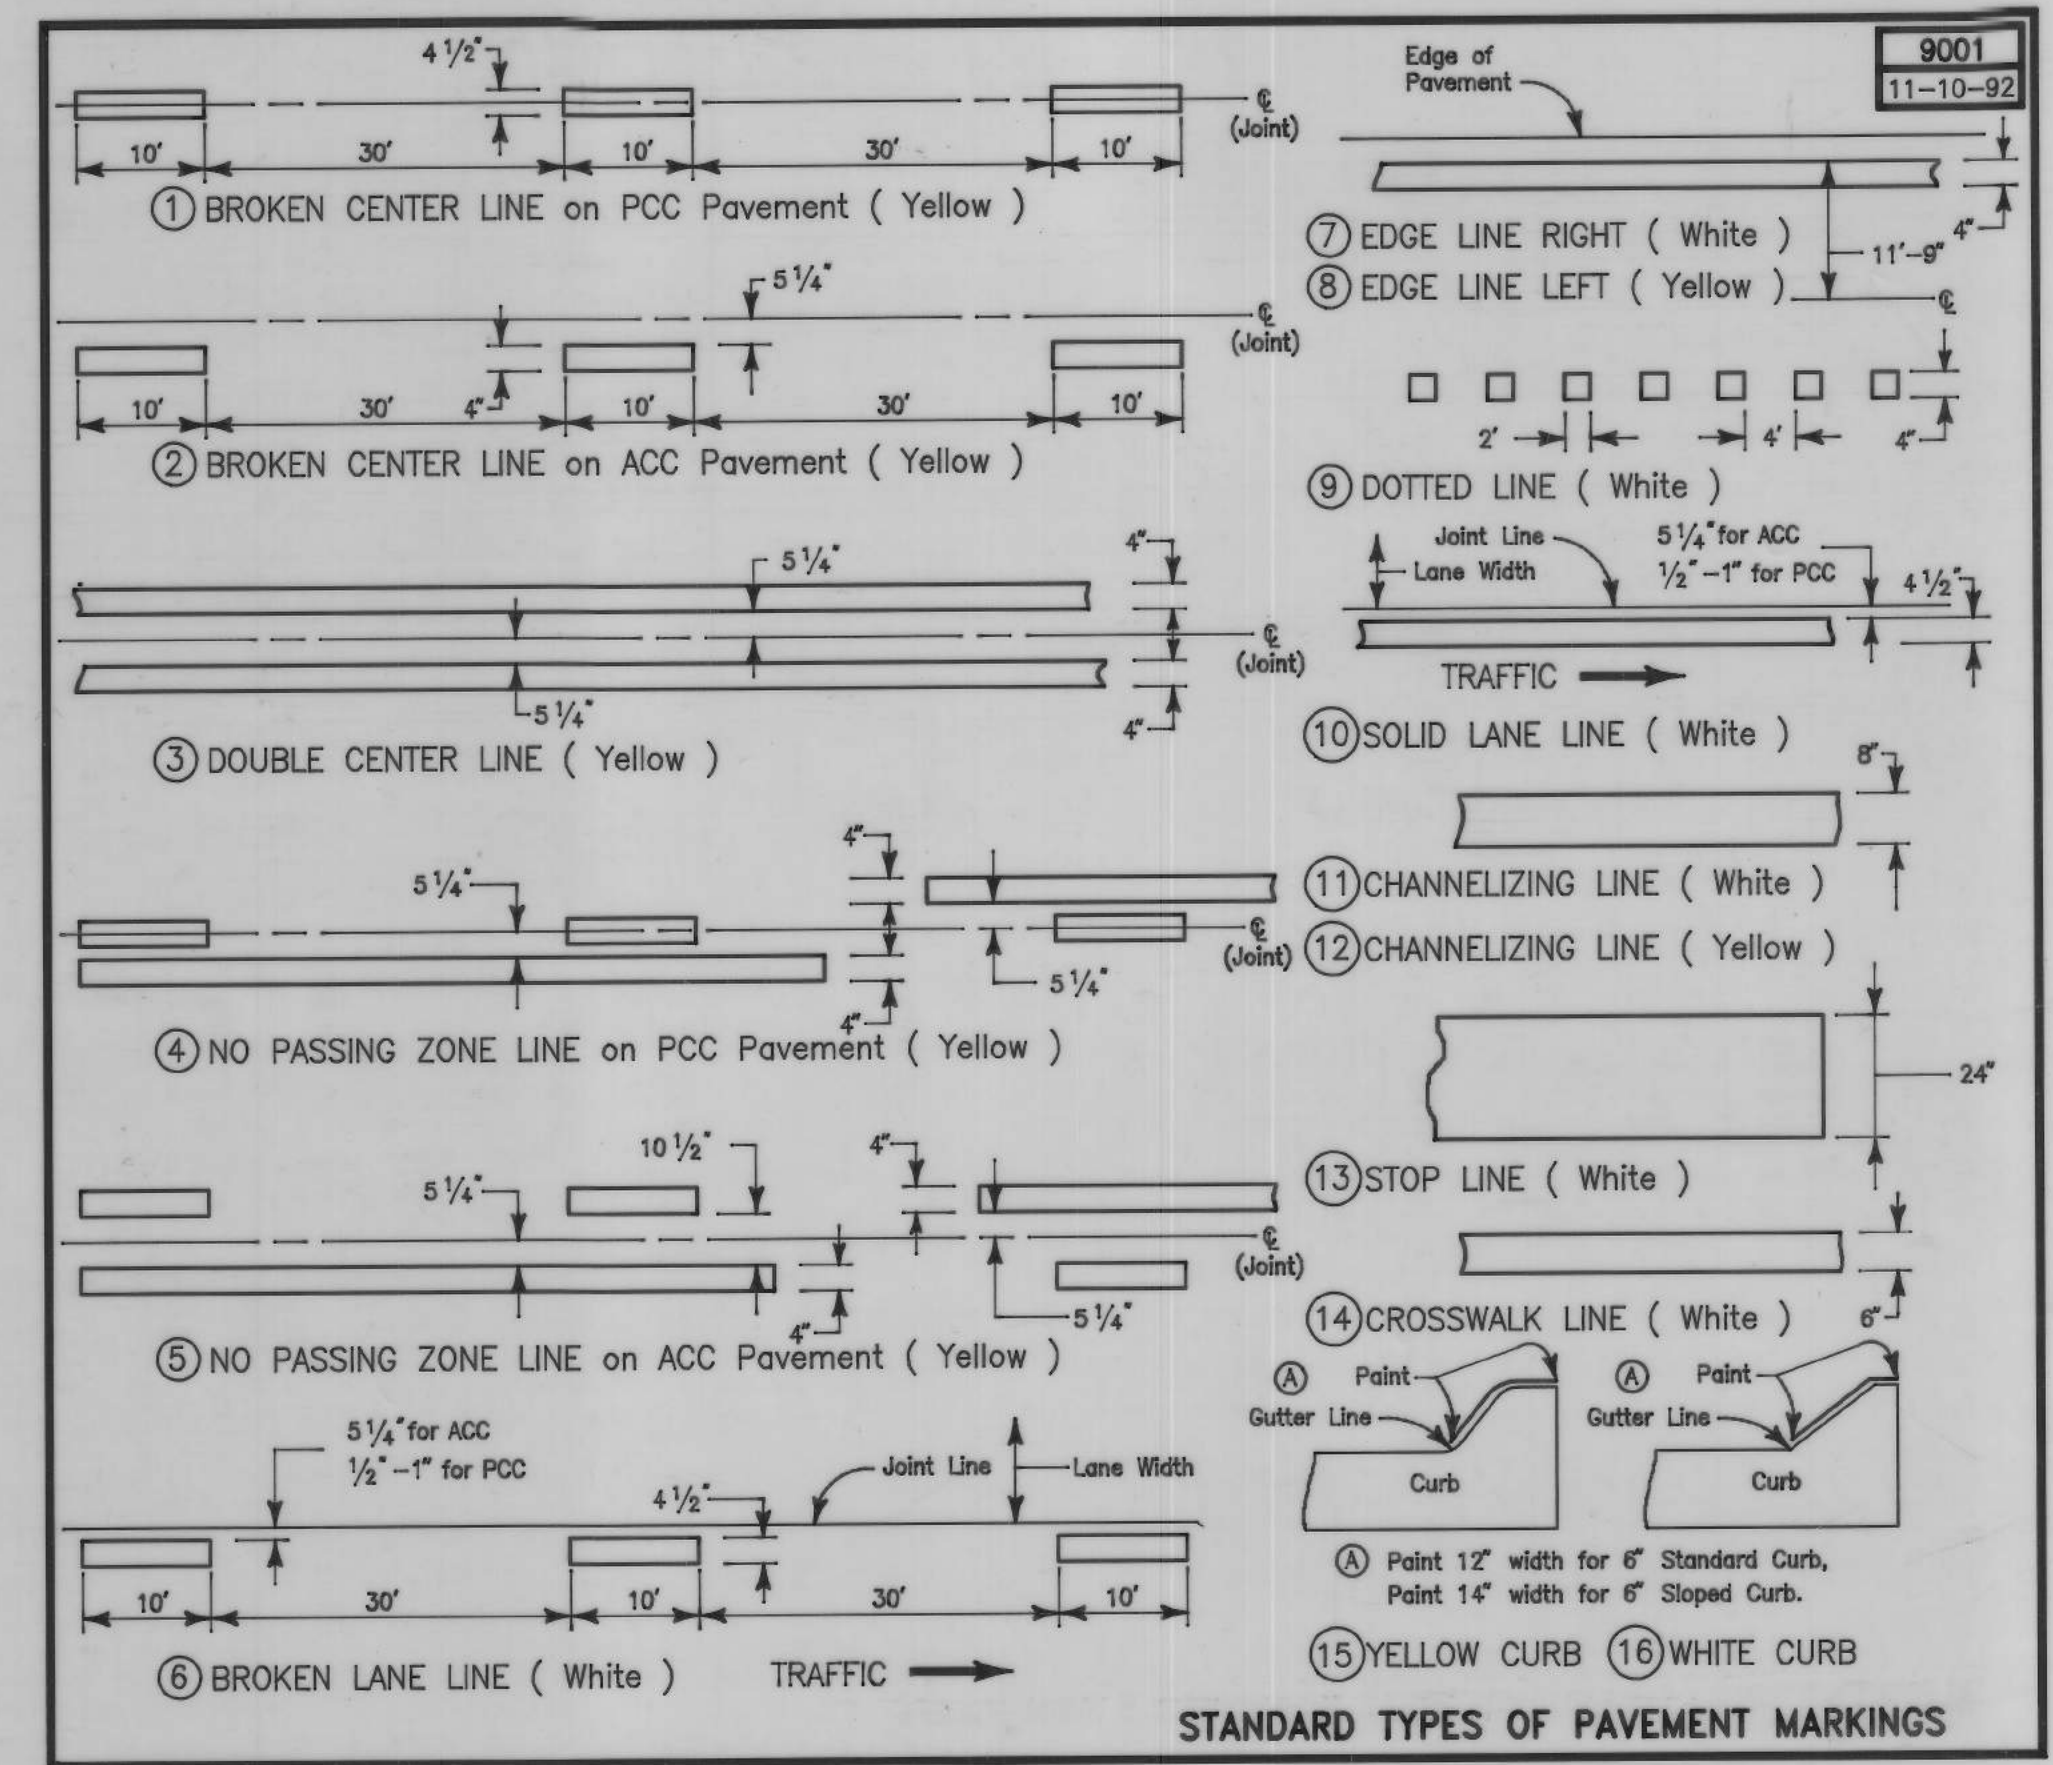 9001
11-10-92
4 1/2"
℄
(Joint)
10' 30' 10' 30' 10'
① BROKEN CENTER LINE on PCC Pavement ( Yellow )
5 1/4"
℄
(Joint)
10' 30' 4" 10' 30' 10'
② BROKEN CENTER LINE on ACC Pavement ( Yellow )
5 1/4"
4"
℄
(Joint)
5 1/4"
4"
③ DOUBLE CENTER LINE ( Yellow )
4"
5 1/4"
℄
(Joint)
5 1/4"
4"
④ NO PASSING ZONE LINE on PCC Pavement ( Yellow )
10 1/2"
4"
5 1/4"
℄
(Joint)
5 1/4"
4"
⑤ NO PASSING ZONE LINE on ACC Pavement ( Yellow )
5 1/4" for ACC
1/2"-1" for PCC
Joint Line
Lane Width
4 1/2"
10' 30' 10' 30' 10'
⑥ BROKEN LANE LINE ( White ) TRAFFIC
Edge of
Pavement
4"
⑦ EDGE LINE RIGHT ( White )
11'-9"
⑧ EDGE LINE LEFT ( Yellow )
℄
2' 4' 4"
⑨ DOTTED LINE ( White )
Joint Line
Lane Width
5 1/4" for ACC
1/2"-1" for PCC
4 1/2"
TRAFFIC
⑩ SOLID LANE LINE ( White )
8"
⑪ CHANNELIZING LINE ( White )
⑫ CHANNELIZING LINE ( Yellow )
24"
⑬ STOP LINE ( White )
⑭ CROSSWALK LINE ( White )
6"
Ⓐ Paint
Gutter Line
Curb
Ⓐ Paint
Gutter Line
Curb
Ⓐ Paint 12" width for 6" Standard Curb,
Paint 14" width for 6" Sloped Curb.
⑮ YELLOW CURB ⑯ WHITE CURB
STANDARD TYPES OF PAVEMENT MARKINGS